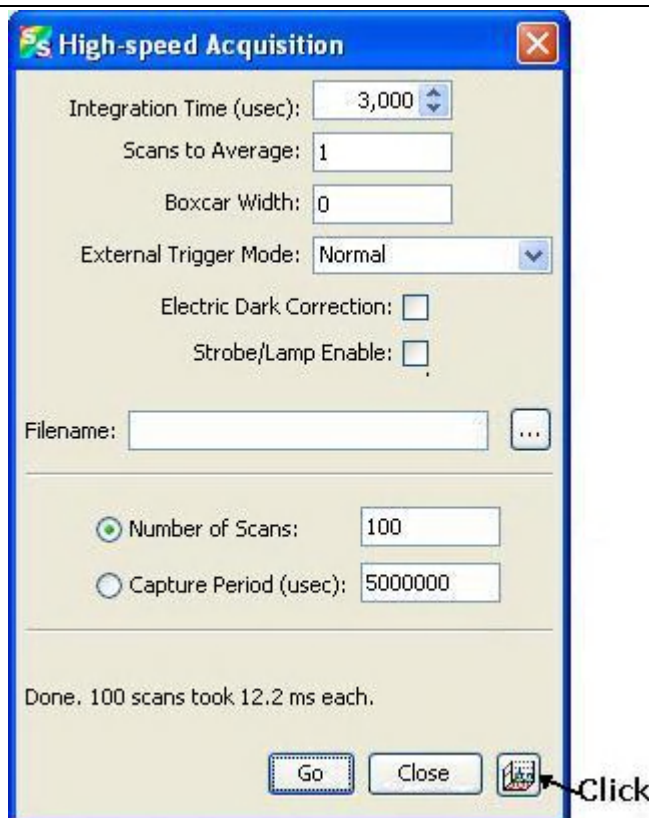 High-speed Acquisition
Integration Time (usec): 3,000
Scans to Average: 1
Boxcar Width: 0
External Trigger Mode: Normal
Electric Dark Correction:
Strobe/Lamp Enable:
Filename: ...
Number of Scans: 100
Capture Period (usec): 5000000
Done. 100 scans took 12.2 ms each.
Go Close Click